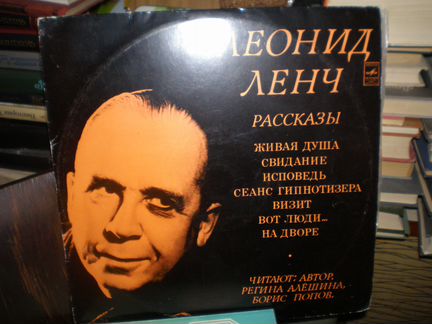 ЛЕОНИД
ЛЕНЧ
РАССКАЗЫ
ЖИВАЯ ДУША
СВИДАНИЕ
ИСПОВЕДЬ
СЕАНС ГИПНОТИЗЕРА
ВИЗИТ
ВОТ ЛЮДИ...
НА ДВОРЕ
ЧИТАЮТ: АВТОР,
РЕГИНА АЛЁШИНА,
БОРИС ПОПОВ.